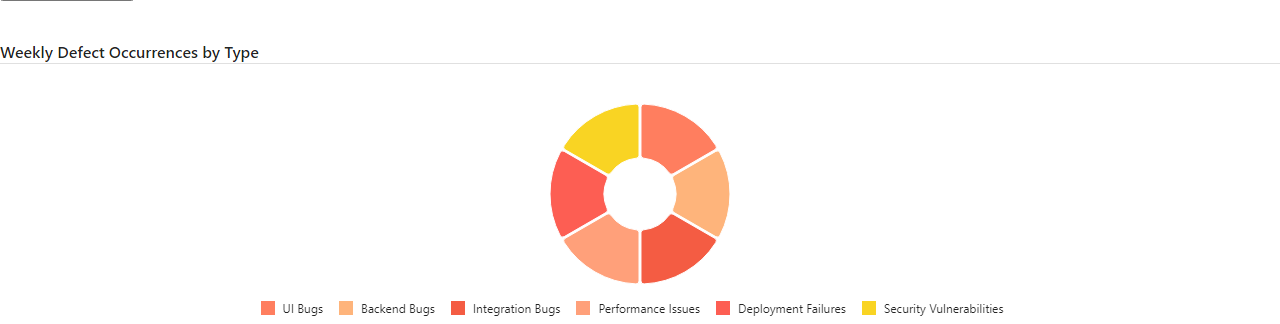 Weekly Defect Occurrences by Type
UI Bugs Backend Bugs Integration Bugs Performance Issues Deployment Failures Security Vulnerabilities